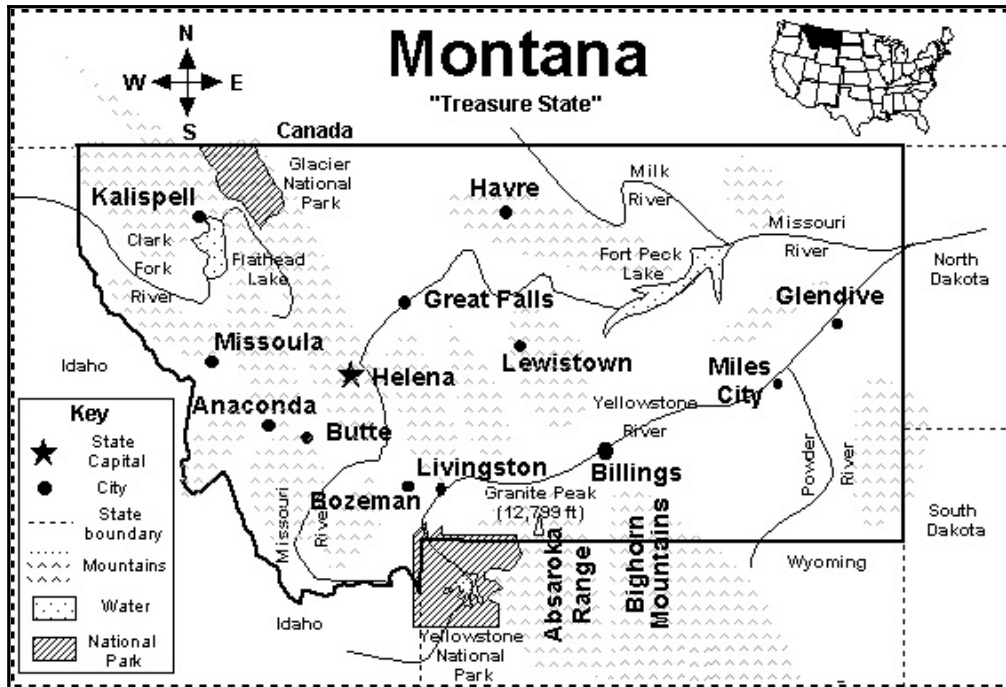 Montana
"Treasure State"
N
W E
S
Canada
Glacier
National
Park
Kalispell
Clark
Fork
River
Flathead
Lake
Havre
Milk
River
Missouri
River
Fort Peck
Lake
North
Dakota
Great Falls
Glendive
Missoula
Lewistown
Idaho
Helena
Miles
City
Anaconda
Butte
Yellowstone
River
Billings
Powder
River
Livingston
Bozeman
Granite Peak
(12,799 ft)
Missouri
River
Absaroka
Range
Bighorn
Mountains
South
Dakota
Wyoming
Idaho
Yellowstone
National
Park
Key
State
Capital
City
State
boundary
Mountains
Water
National
Park